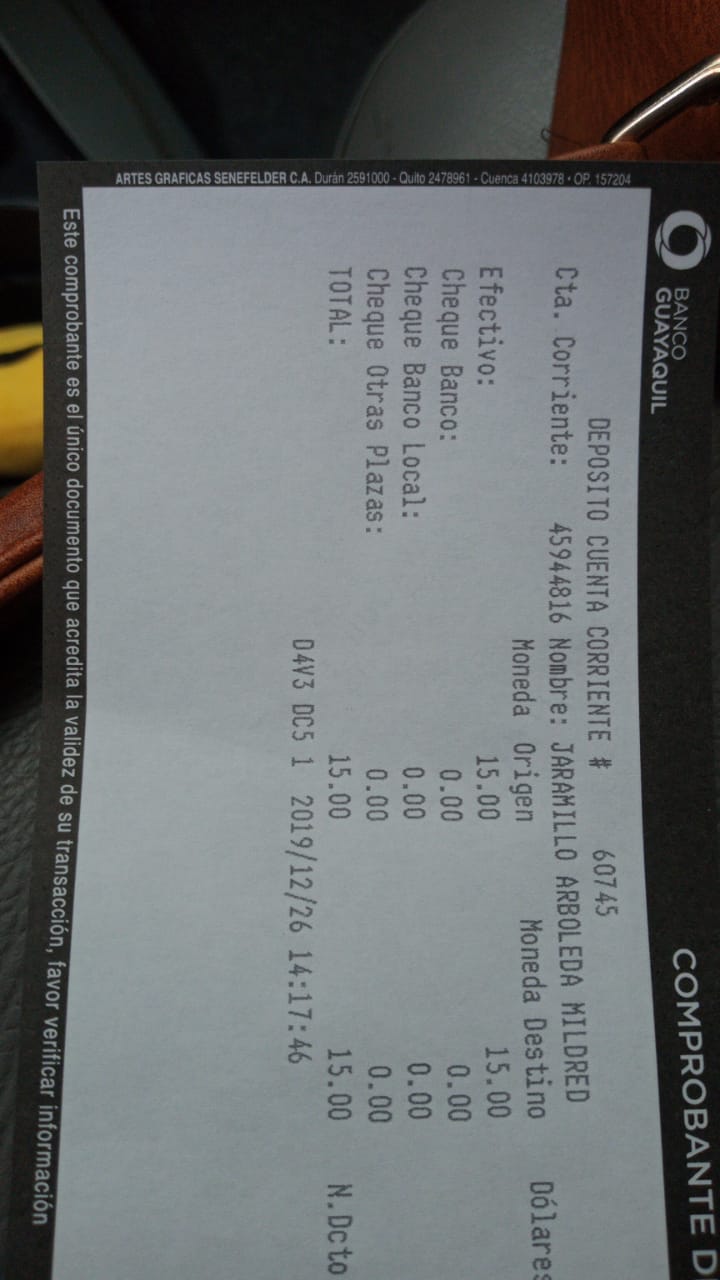 ARTES GRAFICAS SENEFELDER C.A. Durán 2591000 - Quito 2478961 - Cuenca 4103978 • OP. 157204
BANCO
GUAYAQUIL
COMPROBANTE D
DEPOSITO CUENTA CORRIENTE # 60745
Cta. Corriente: 45944816 Nombre: JARAMILLO ARBOLEDA MILDRED
Moneda Origen Moneda Destino Dólares
Efectivo: 15.00 15.00
Cheque Banco: 0.00 0.00
Cheque Banco Local: 0.00 0.00
Cheque Otras Plazas: 0.00 0.00
TOTAL: 15.00 15.00 N.Dcto
D4V3 DC5 1 2019/12/26 14:17:46
Este comprobante es el único documento que acredita la validez de su transacción, favor verificar información